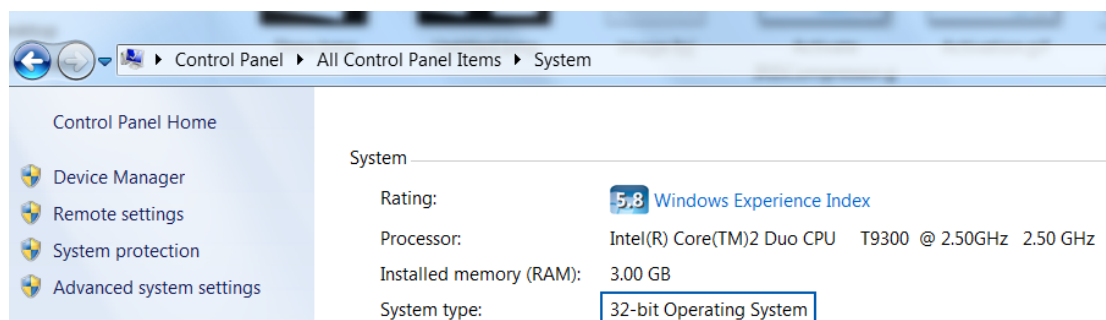 Control Panel ▸ All Control Panel Items ▸ System
Control Panel Home
Device Manager
Remote settings
System protection
Advanced system settings
System
Rating: 5.8 Windows Experience Index
Processor: Intel(R) Core(TM)2 Duo CPU T9300 @ 2.50GHz 2.50 GHz
Installed memory (RAM): 3.00 GB
System type: 32-bit Operating System